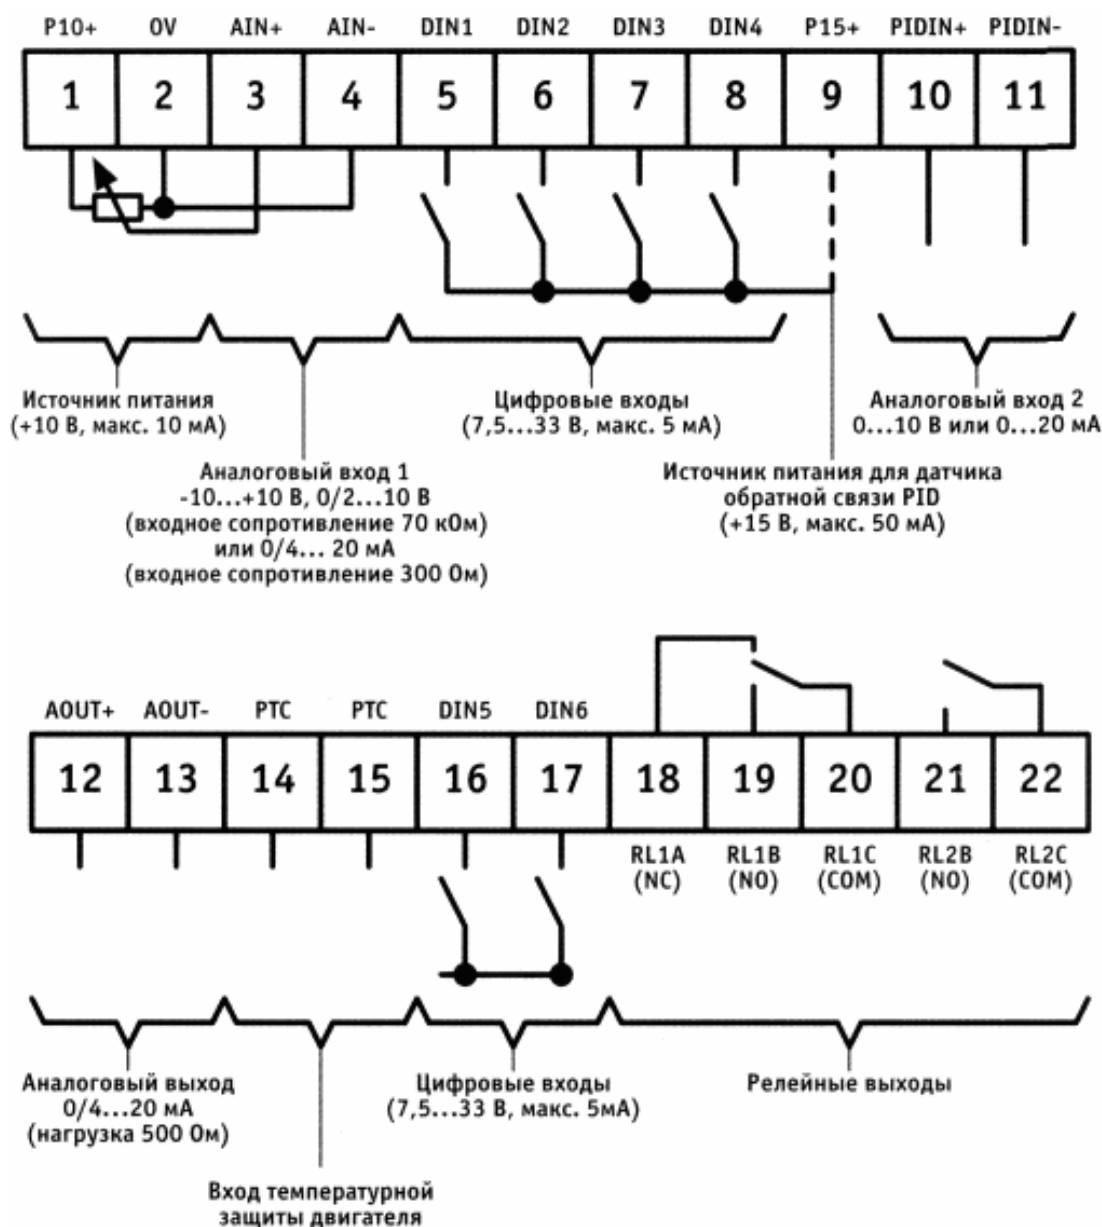 P10+ 0V AIN+ AIN- DIN1 DIN2 DIN3 DIN4 P15+ PIDIN+ PIDIN-
1 2 3 4 5 6 7 8 9 10 11
Источник питания
(+10 В, макс. 10 мА)
Цифровые входы
(7,5...33 В, макс. 5 мА)
Аналоговый вход 2
0...10 В или 0...20 мА
Аналоговый вход 1
-10...+10 В, 0/2...10 В
(входное сопротивление 70 кОм)
или 0/4... 20 мА
(входное сопротивление 300 Ом)
Источник питания для датчика
обратной связи PID
(+15 В, макс. 50 мА)
AOUT+ AOUT- PTC PTC DIN5 DIN6
12 13 14 15 16 17 18 19 20 21 22
RL1A RL1B RL1C RL2B RL2C
(NC) (NO) (COM) (NO) (COM)
Аналоговый выход
0/4...20 мА
(нагрузка 500 Ом)
Цифровые входы
(7,5...33 В, макс. 5мА)
Релейные выходы
Вход температурной
защиты двигателя